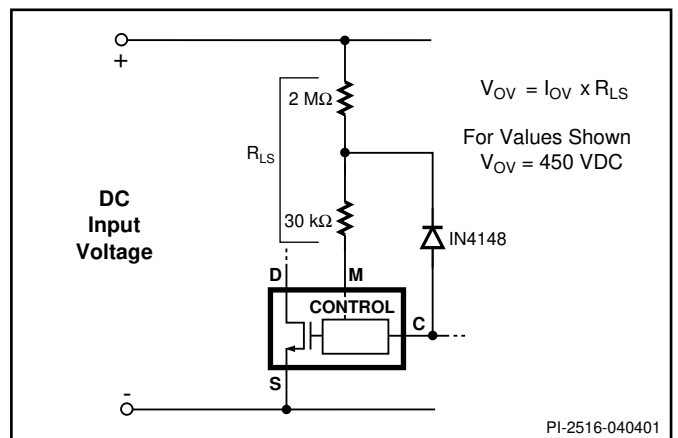 +
2 MΩ
R_LS
30 kΩ
V_OV = I_OV x R_LS
For Values Shown
V_OV = 450 VDC
DC
Input
Voltage
IN4148
D
M
CONTROL
C
S
-
PI-2516-040401